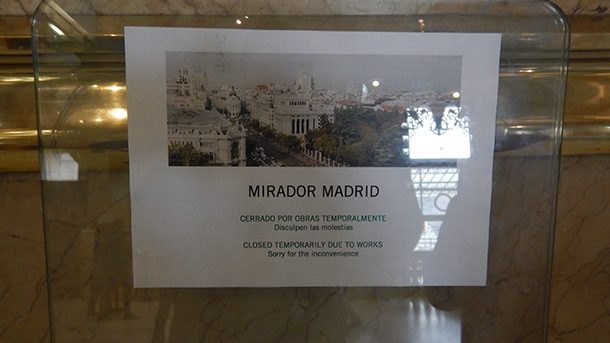 MIRADOR MADRID
CERRADO POR OBRAS TEMPORALMENTE
Disculpen las molestias
CLOSED TEMPORARILY DUE TO WORKS
Sorry for the inconvenience